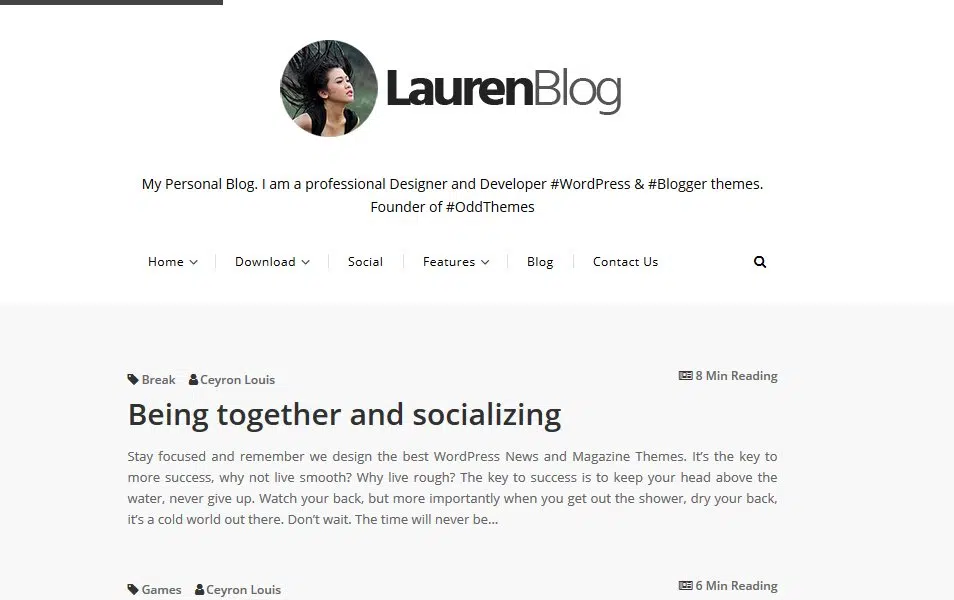 LaurenBlog
My Personal Blog. I am a professional Designer and Developer #WordPress & #Blogger themes.
Founder of #OddThemes
Home Download Social Features Blog Contact Us
Break Ceyron Louis 8 Min Reading
Being together and socializing
Stay focused and remember we design the best WordPress News and Magazine Themes. It’s the key to
more success, why not live smooth? Why live rough? The key to success is to keep your head above the
water, never give up. Watch your back, but more importantly when you get out the shower, dry your back,
it’s a cold world out there. Don’t wait. The time will never be...
Games Ceyron Louis 6 Min Reading